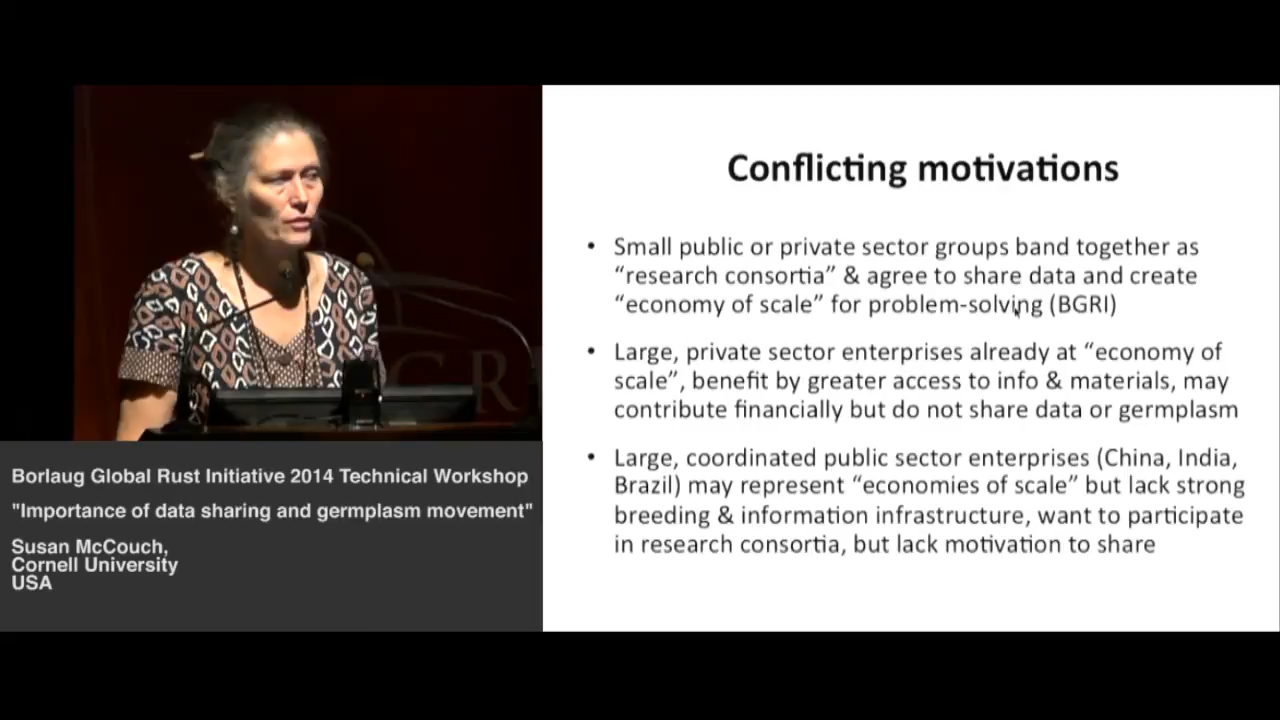 Conflicting motivations
• Small public or private sector groups band together as
“research consortia” & agree to share data and create
“economy of scale” for problem-solving (BGRI)
• Large, private sector enterprises already at “economy of
scale”, benefit by greater access to info & materials, may
contribute financially but do not share data or germplasm
• Large, coordinated public sector enterprises (China, India,
Brazil) may represent “economies of scale” but lack strong
breeding & information infrastructure, want to participate
in research consortia, but lack motivation to share
Borlaug Global Rust Initiative 2014 Technical Workshop
"Importance of data sharing and germplasm movement"
Susan McCouch,
Cornell University
USA